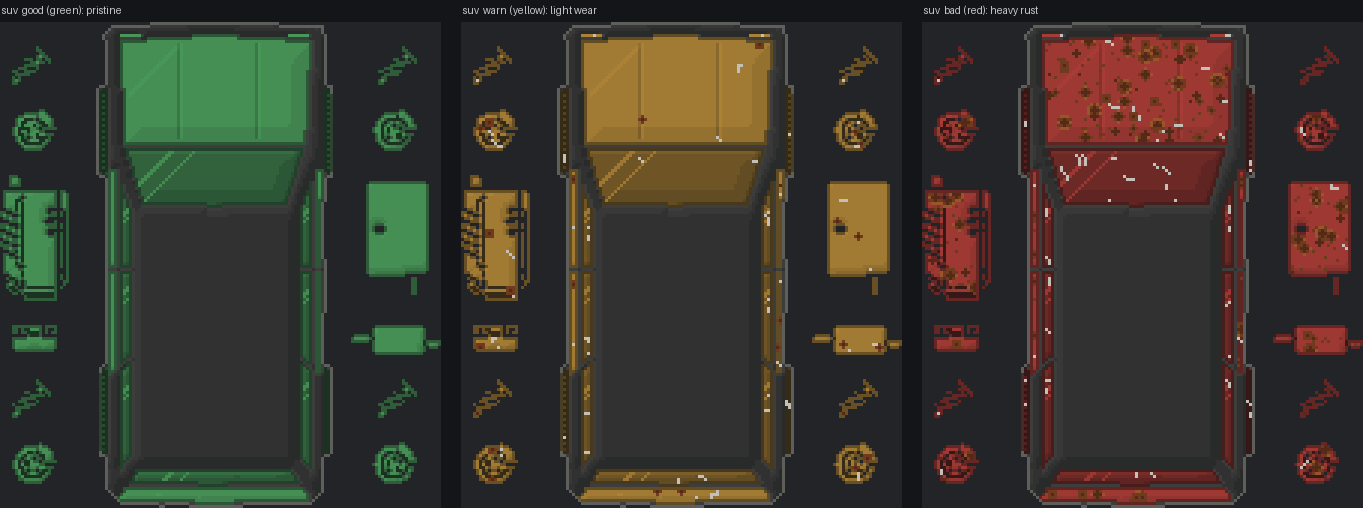 suv good (green): pristine
suv warn (yellow): light wear
suv bad (red): heavy rust